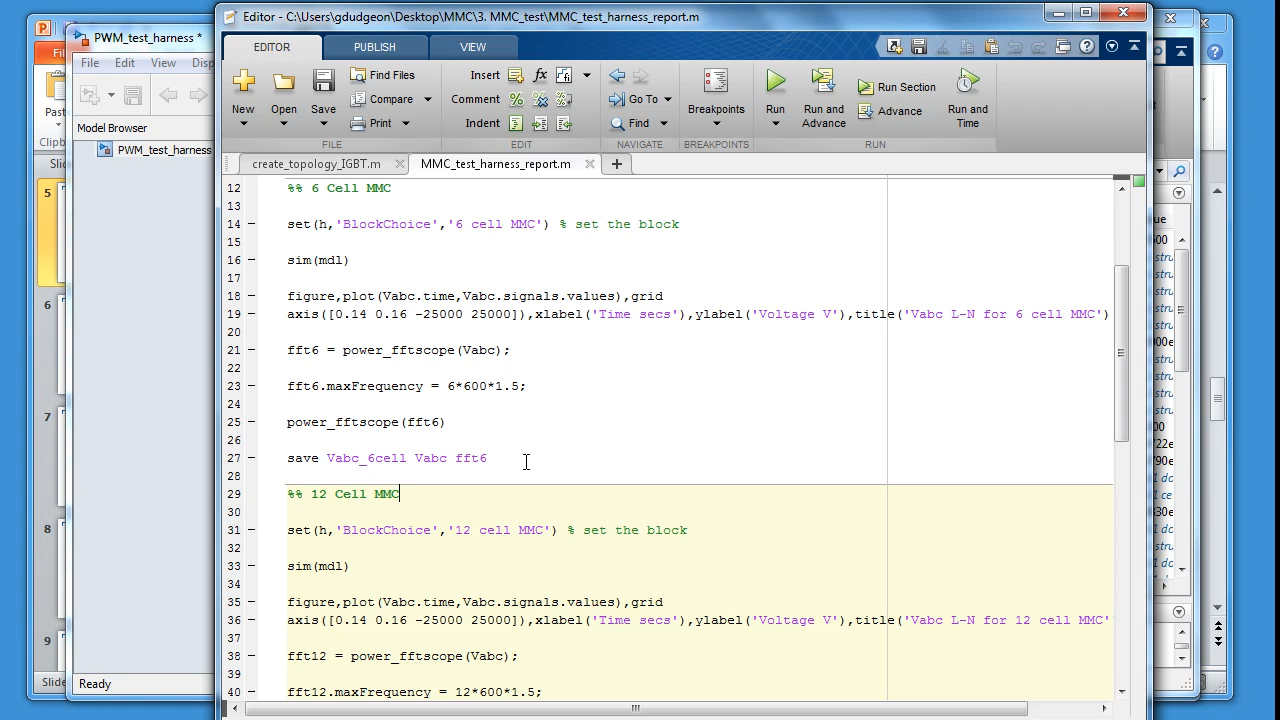 Editor - C:\Users\gdudgeon\Desktop\MMC\3. MMC_test\MMC_test_harness_report.m
PWM_test_harness *
EDITOR PUBLISH VIEW
File Edit View
Past
Clipb
Model Browser
PWM_test_harness
New Open Save
Find Files
Compare
Print
FILE
Insert
Comment
Indent
EDIT
Go To
Find
NAVIGATE
Breakpoints
BREAKPOINTS
Run
Run and Advance
Run Section
Advance
Run and Time
RUN
create_topology_IGBT.m
MMC_test_harness_report.m
12 %% 6 Cell MMC
13
14 set(h,'BlockChoice','6 cell MMC') % set the block
15
16 sim(mdl)
17
18 figure,plot(Vabc.time,Vabc.signals.values),grid
19 axis([0.14 0.16 -25000 25000]),xlabel('Time secs'),ylabel('Voltage V'),title('Vabc L-N for 6 cell MMC')
20
21 fft6 = power_fftscope(Vabc);
22
23 fft6.maxFrequency = 6*600*1.5;
24
25 power_fftscope(fft6)
26
27 save Vabc_6cell Vabc fft6
28
29 %% 12 Cell MMC
30
31 set(h,'BlockChoice','12 cell MMC') % set the block
32
33 sim(mdl)
34
35 figure,plot(Vabc.time,Vabc.signals.values),grid
36 axis([0.14 0.16 -25000 25000]),xlabel('Time secs'),ylabel('Voltage V'),title('Vabc L-N for 12 cell MMC'
37
38 fft12 = power_fftscope(Vabc);
39
40 fft12.maxFrequency = 12*600*1.5;
5
6
7
8
9
Ready